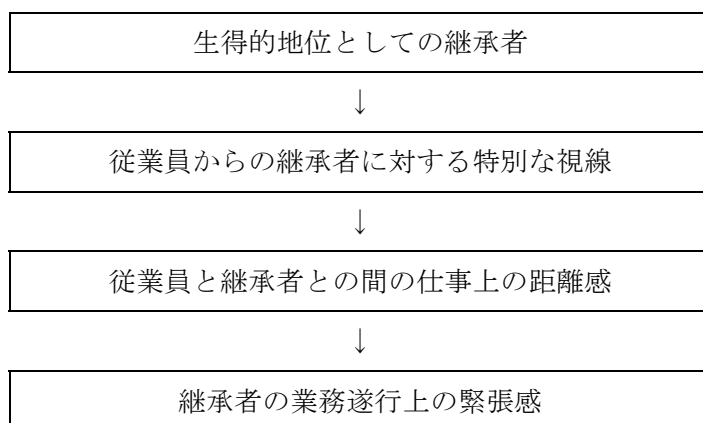 生得的地位としての継承者
↓
従業員からの継承者に対する特別な視線
↓
従業員と継承者との間の仕事上の距離感
↓
継承者の業務遂行上の緊張感